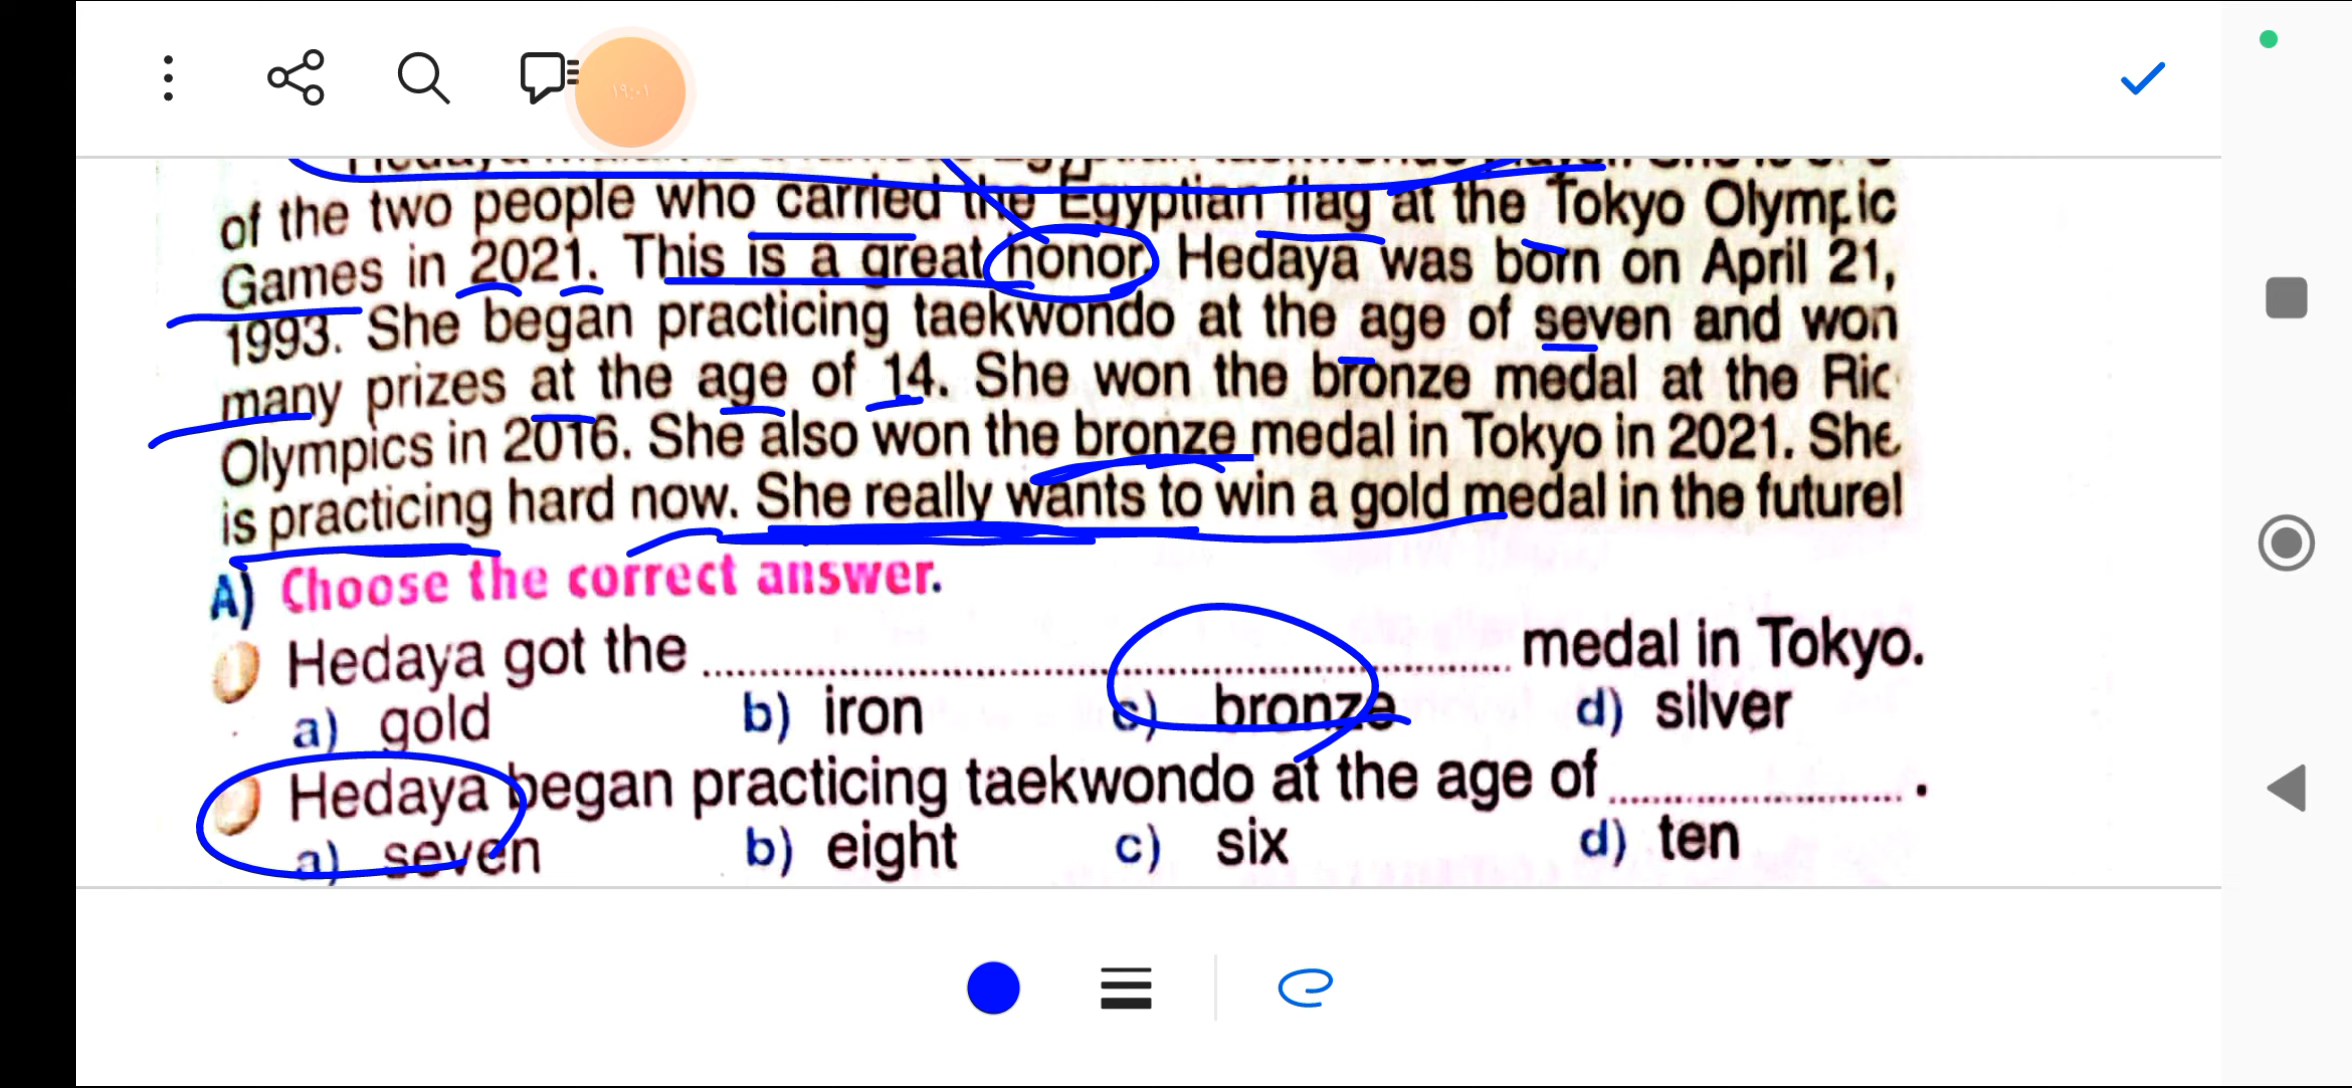 ١٩:٠١
of the two people who carried the Egyptian flag at the Tokyo Olympic
Games in 2021. This is a great honor. Hedaya was born on April 21,
1993. She began practicing taekwondo at the age of seven and won
many prizes at the age of 14. She won the bronze medal at the Rio
Olympics in 2016. She also won the bronze medal in Tokyo in 2021. She
is practicing hard now. She really wants to win a gold medal in the future!
A) Choose the correct answer.
Hedaya got the ........................ medal in Tokyo.
a) gold b) iron c) bronze d) silver
Hedaya began practicing taekwondo at the age of ............ .
a) seven b) eight c) six d) ten